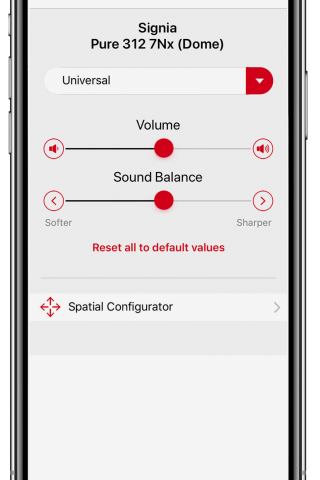 Signia
Pure 312 7Nx (Dome)
Universal
Volume
Sound Balance
Softer
Sharper
Reset all to default values
Spatial Configurator